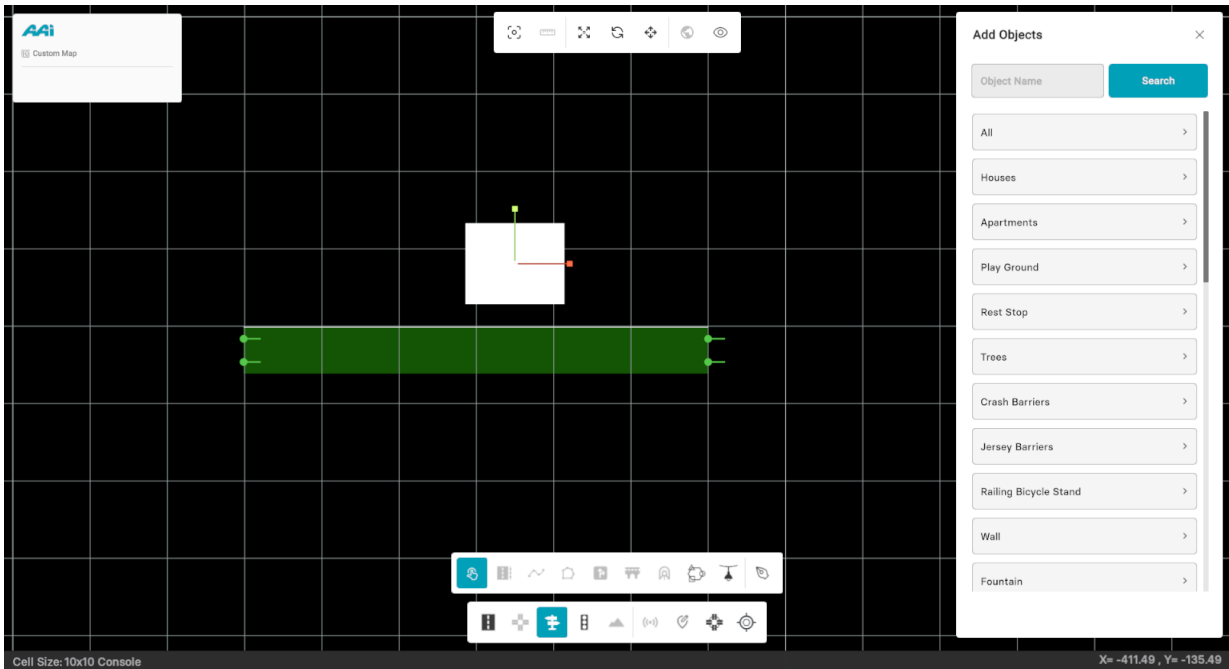 AAi
Custom Map
Add Objects
Object Name
Search
All
Houses
Apartments
Play Ground
Rest Stop
Trees
Crash Barriers
Jersey Barriers
Railing Bicycle Stand
Wall
Fountain
Cell Size:10x10 Console
X= -411.49 , Y= -135.49